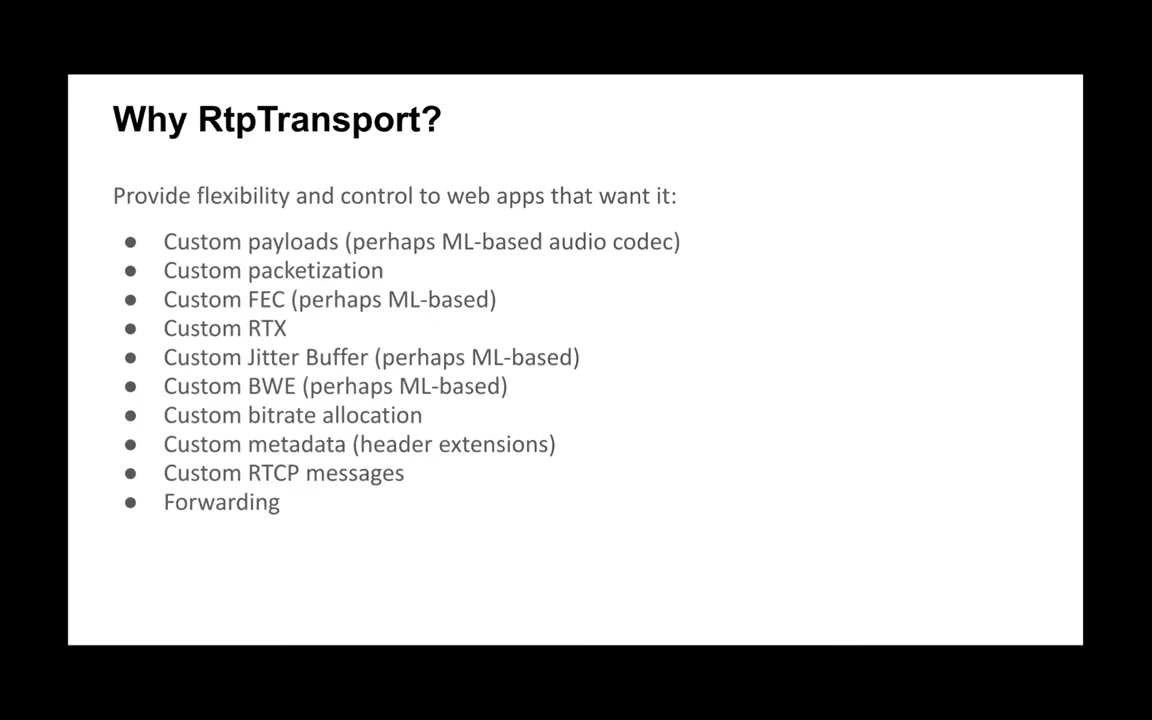 Why RtpTransport?
Provide flexibility and control to web apps that want it:
● Custom payloads (perhaps ML-based audio codec)
● Custom packetization
● Custom FEC (perhaps ML-based)
● Custom RTX
● Custom Jitter Buffer (perhaps ML-based)
● Custom BWE (perhaps ML-based)
● Custom bitrate allocation
● Custom metadata (header extensions)
● Custom RTCP messages
● Forwarding